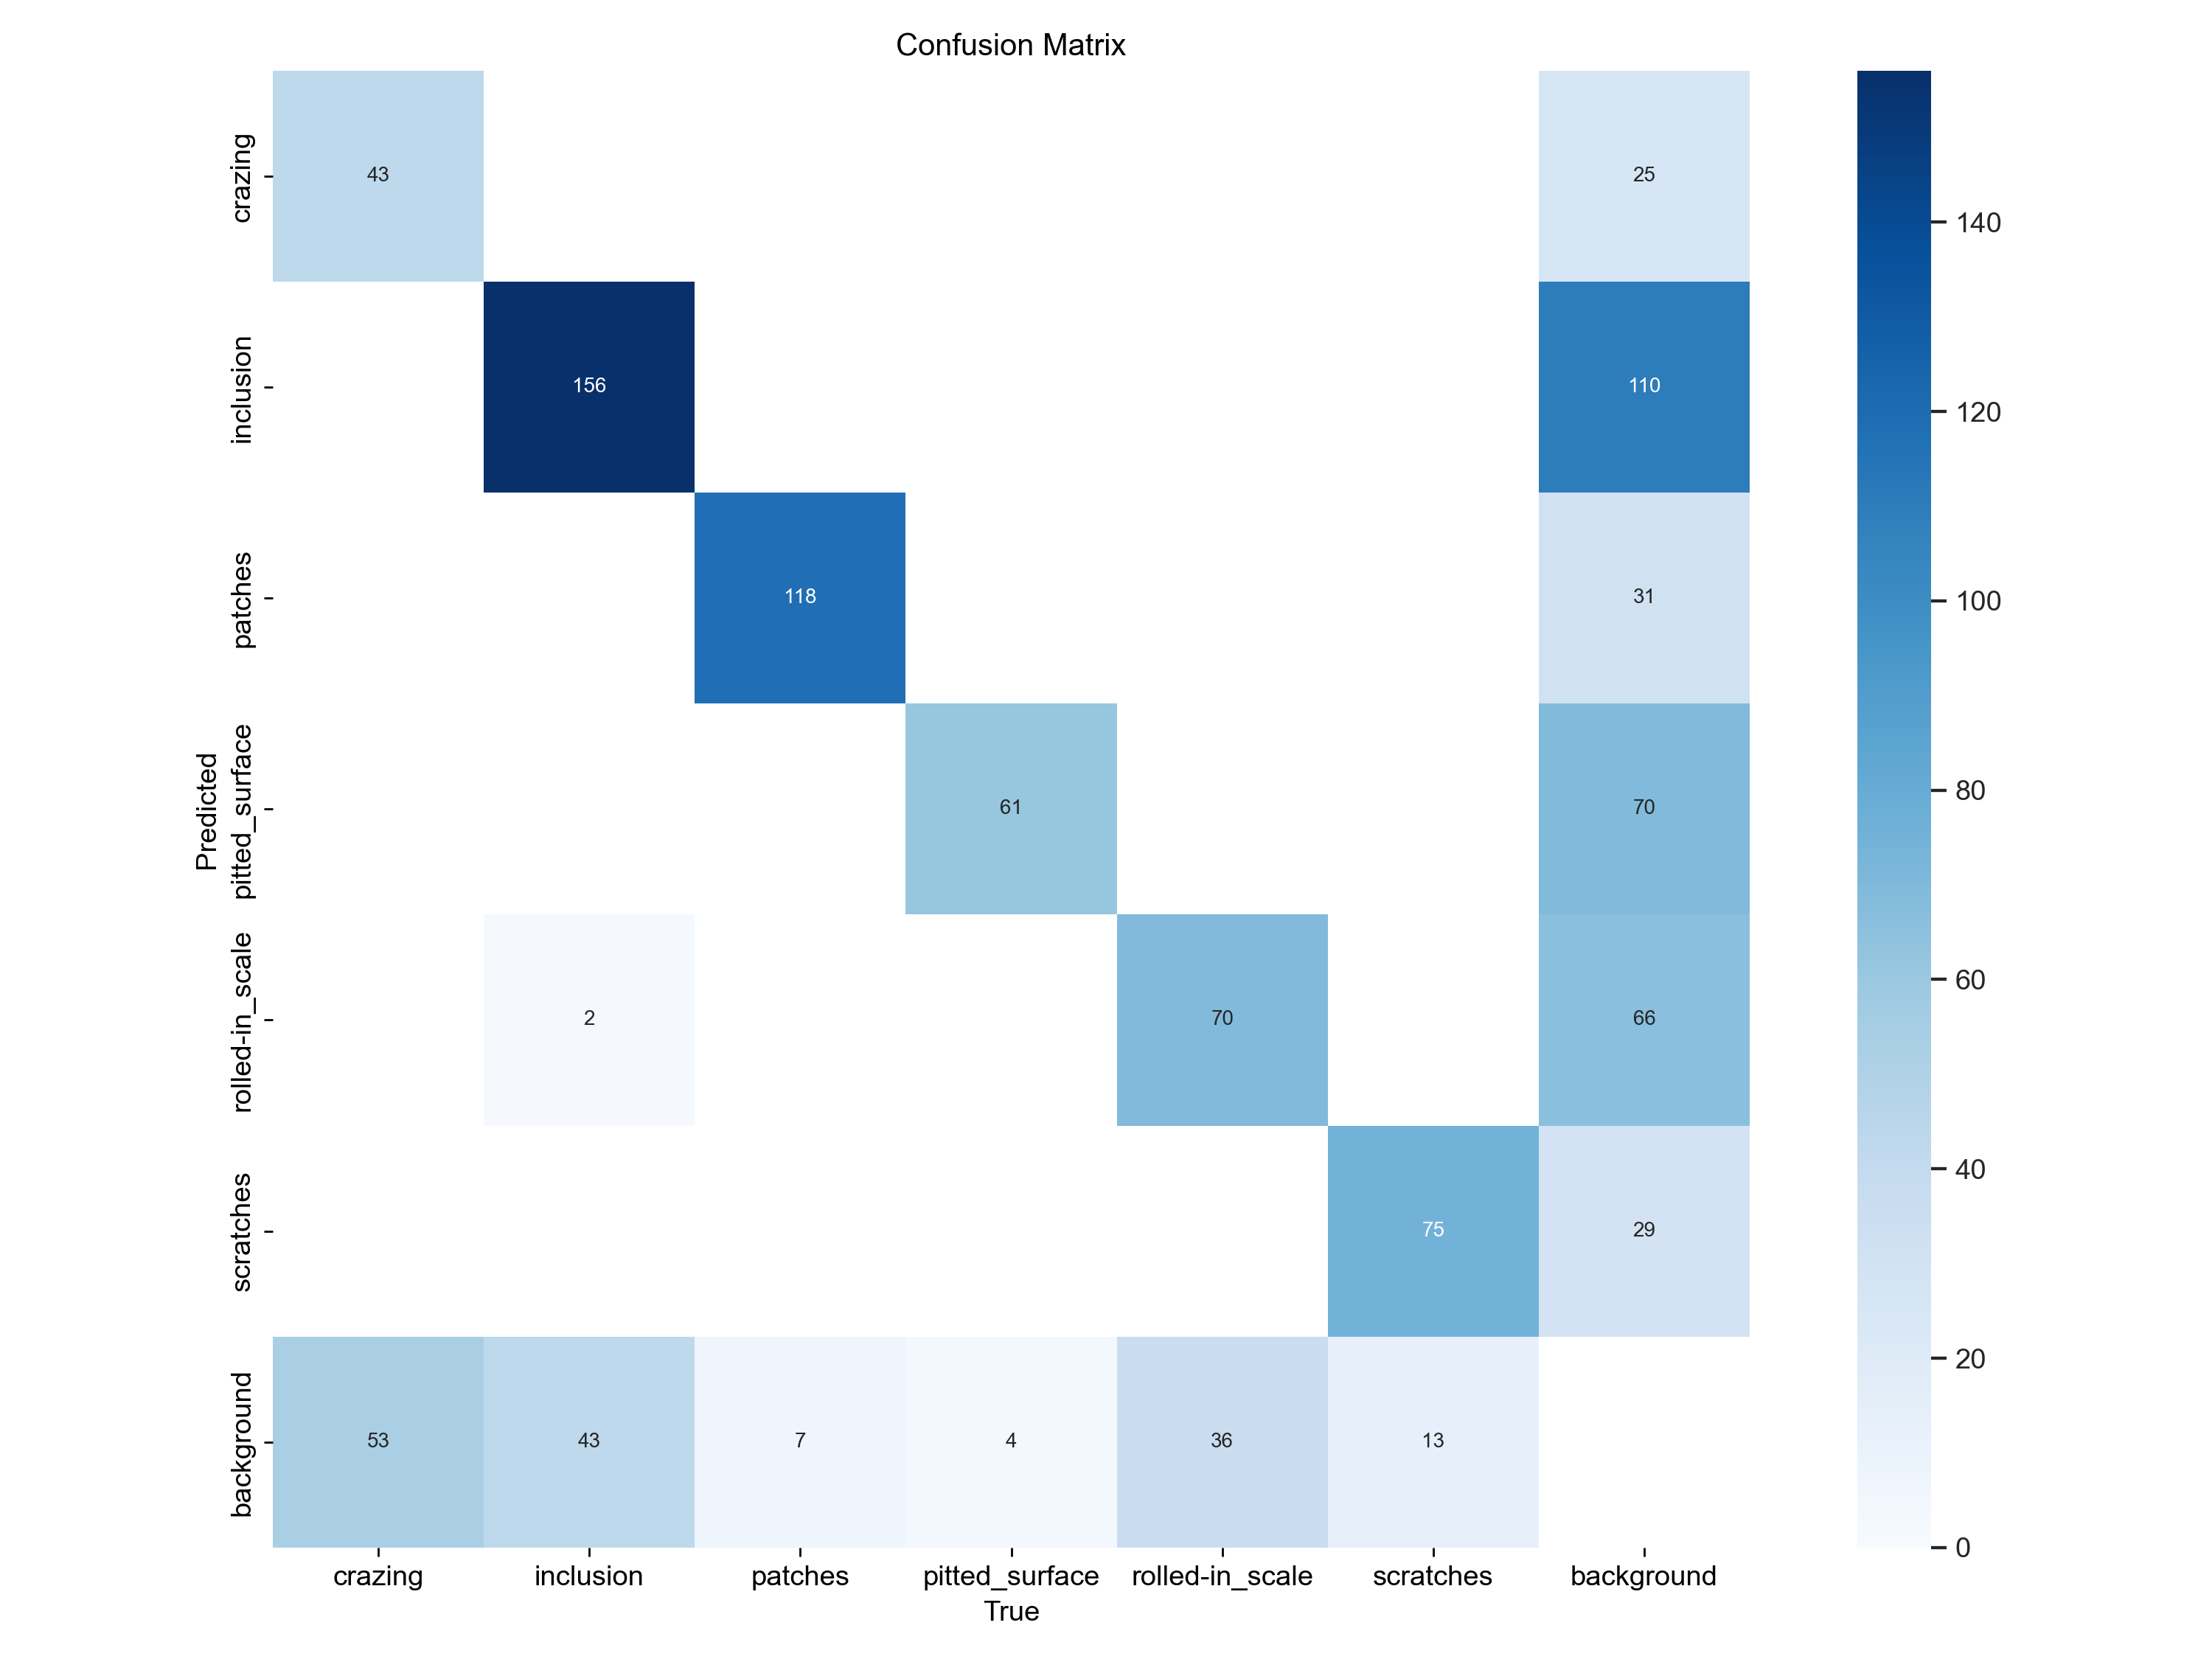 Confusion Matrix
crazing
43
25
140
inclusion
156
110
120
patches
118
31
100
Predicted
pitted_surface
61
70
80
rolled-in_scale
2
70
66
60
scratches
75
29
40
background
53
43
7
4
36
13
20
0
crazing
inclusion
patches
pitted_surface
rolled-in_scale
scratches
background
True